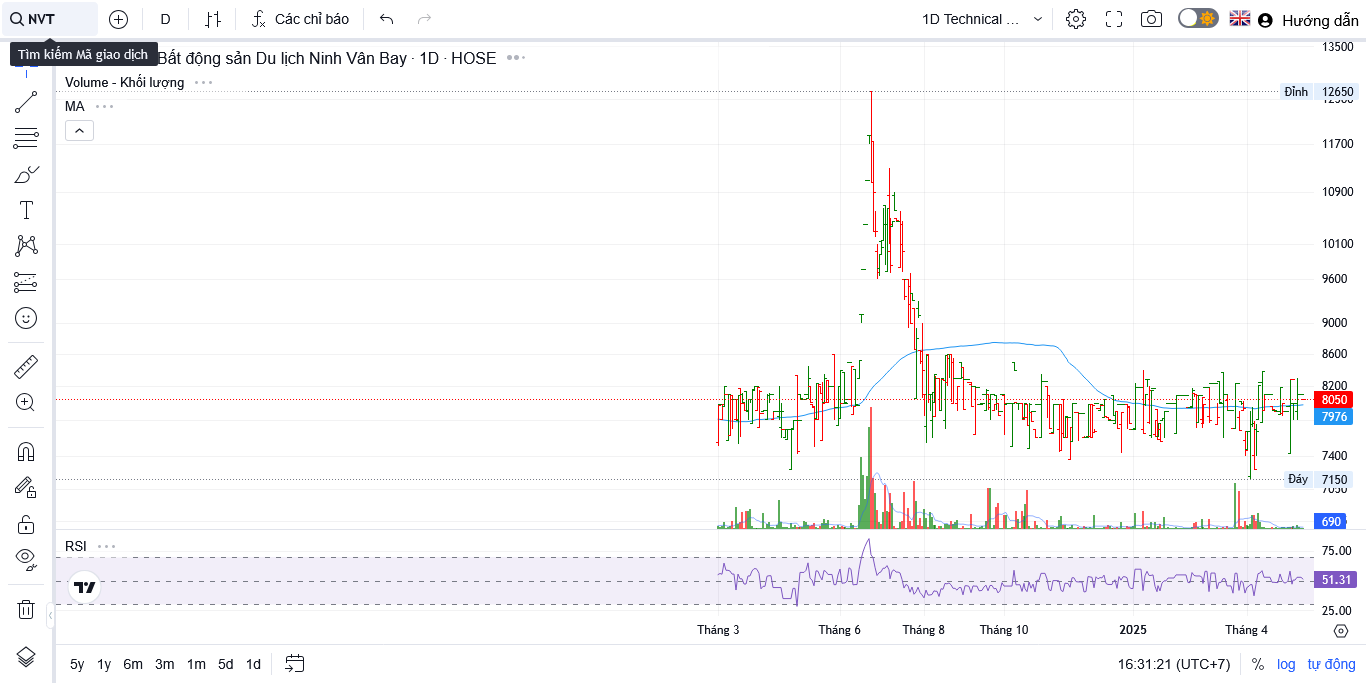 NVT
D
Các chỉ báo
1D Technical ...
Hướng dẫn
Tìm kiếm Mã giao dịch
Bất động sản Du lịch Ninh Vân Bay · 1D · HOSE
Volume - Khối lượng
MA
13500
Đỉnh 12650
11700
10900
10100
9600
9000
8600
8200
8050
7976
7400
Đáy 7150
7050
690
RSI
75.00
51.31
25.00
Tháng 3 Tháng 6 Tháng 8 Tháng 10 2025 Tháng 4
5y 1y 6m 3m 1m 5d 1d
16:31:21 (UTC+7) % log tự động